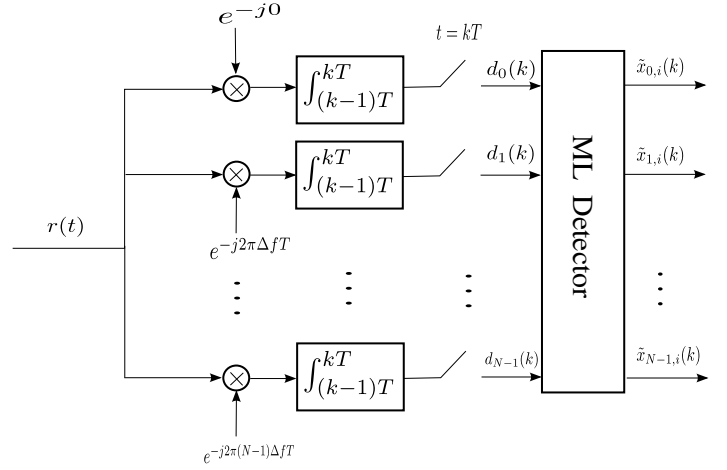 e^{-j0}
t = kT
∫_{(k−1)T}^{kT}
d_0(k)
x̃_{0,i}(k)
∫_{(k−1)T}^{kT}
d_1(k)
x̃_{1,i}(k)
r(t)
e^{-j2πΔfT}
ML Detector
∫_{(k−1)T}^{kT}
d_{N−1}(k)
x̃_{N−1,i}(k)
e^{-j2π(N−1)ΔfT}